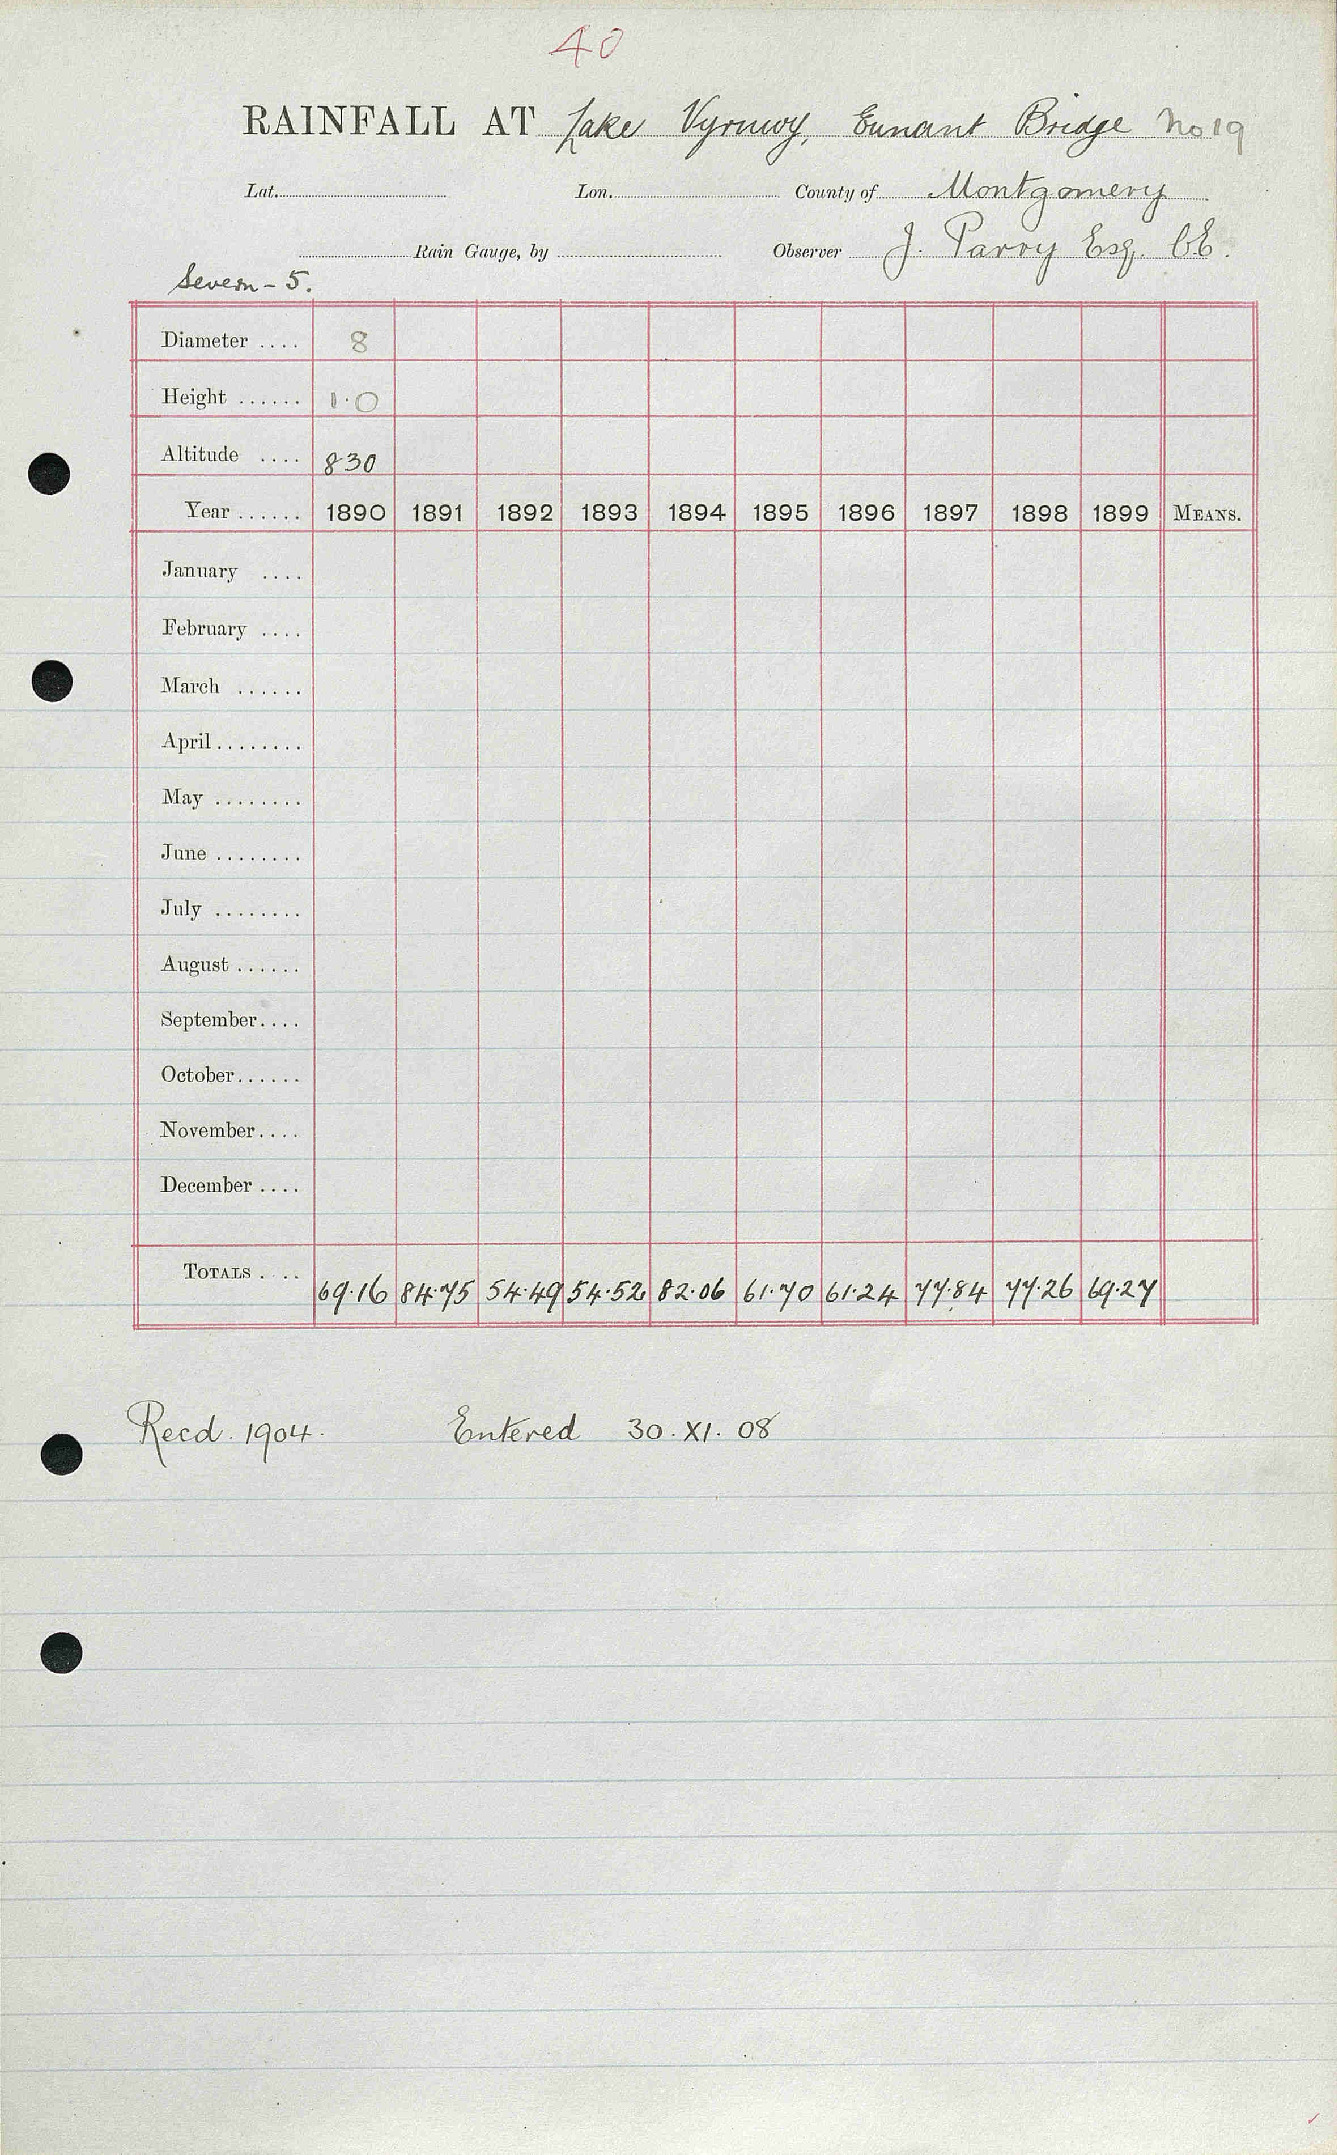 40
RAINFALL AT Lake Vyrnwy, Eunant Bridge No 19
Lat. Lon. County of Montgomery
Rain Gauge, by Observer J. Parry Esq. C.E.
Severn - 5.
Diameter .... 8
Height ...... 1.0
Altitude .... 830
Year ...... 1890 1891 1892 1893 1894 1895 1896 1897 1898 1899 MEANS.
January ....
February ....
March ......
April ........
May ........
June ........
July ........
August ......
September....
October......
November....
December ....
TOTALS .... 69.16 84.75 54.49 54.52 82.06 61.70 61.24 77.84 77.26 69.27
Recd. 1904. Entered 30.XI.08